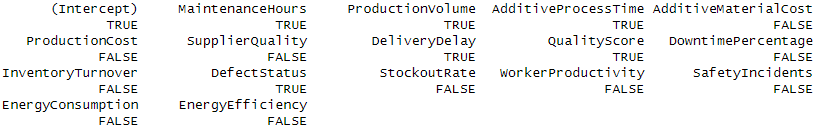 (Intercept) MaintenanceHours ProductionVolume AdditiveProcessTime AdditiveMaterialCost
TRUE TRUE TRUE TRUE FALSE
ProductionCost SupplierQuality DeliveryDelay QualityScore DowntimePercentage
FALSE FALSE TRUE TRUE FALSE
InventoryTurnover DefectStatus StockoutRate WorkerProductivity SafetyIncidents
FALSE TRUE FALSE FALSE FALSE
EnergyConsumption EnergyEfficiency
FALSE FALSE